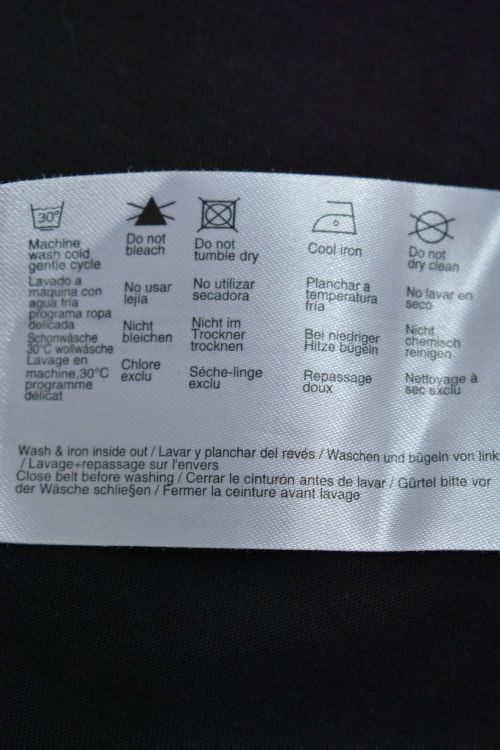 30°
Machine
wash cold
gentle cycle
Lavado a
máquina con
agua fría
programa ropa
delicada
Schonwäsche
30°C wollwäsche
Lavage en
machine,30°C
programme
délicat
Do not
bleach
No usar
lejía
Nicht
bleichen
Chlore
exclu
Do not
tumble dry
No utilizar
secadora
Nicht im
Trockner
trocknen
Séche-linge
exclu
Cool iron
Planchar a
temperatura
fría
Bei niedriger
Hitze bügeln
Repassage
doux
Do not
dry clean
No lavar en
seco
Nicht
chemisch
reinigen
Nettoyage à
sec exclu
Wash & iron inside out / Lavar y planchar del revés / Waschen und bügeln von links
/ Lavage+repassage sur l'envers
Close belt before washing / Cerrar le cinturón antes de lavar / Gürtel bitte vor
der Wäsche schlie§en / Fermer la ceinture avant lavage